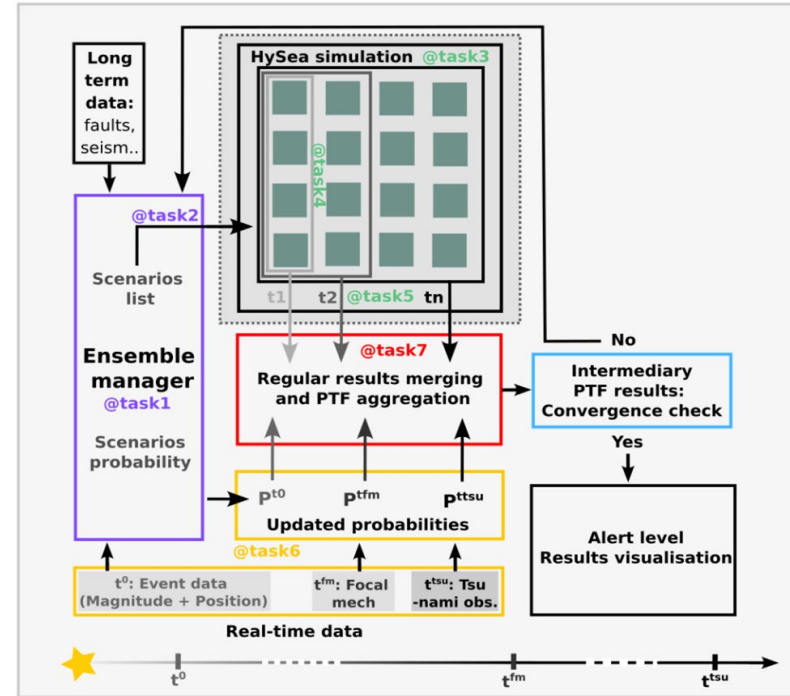 HySea simulation @task3
Long
term
data:
faults,
seism..
@task4
@task2
Scenarios
list
t1 t2 @task5 tn
No
@task7
Ensemble
manager
@task1
Regular results merging
and PTF aggregation
Intermediary
PTF results:
Convergence check
Scenarios
probability
Yes
Pt0 Ptfm Pttsu
Updated probabilities
@task6
Alert level
Results visualisation
t0: Event data
(Magnitude + Position)
tfm: Focal
mech
ttsu: Tsu
-nami obs.
Real-time data
t0 tfm ttsu